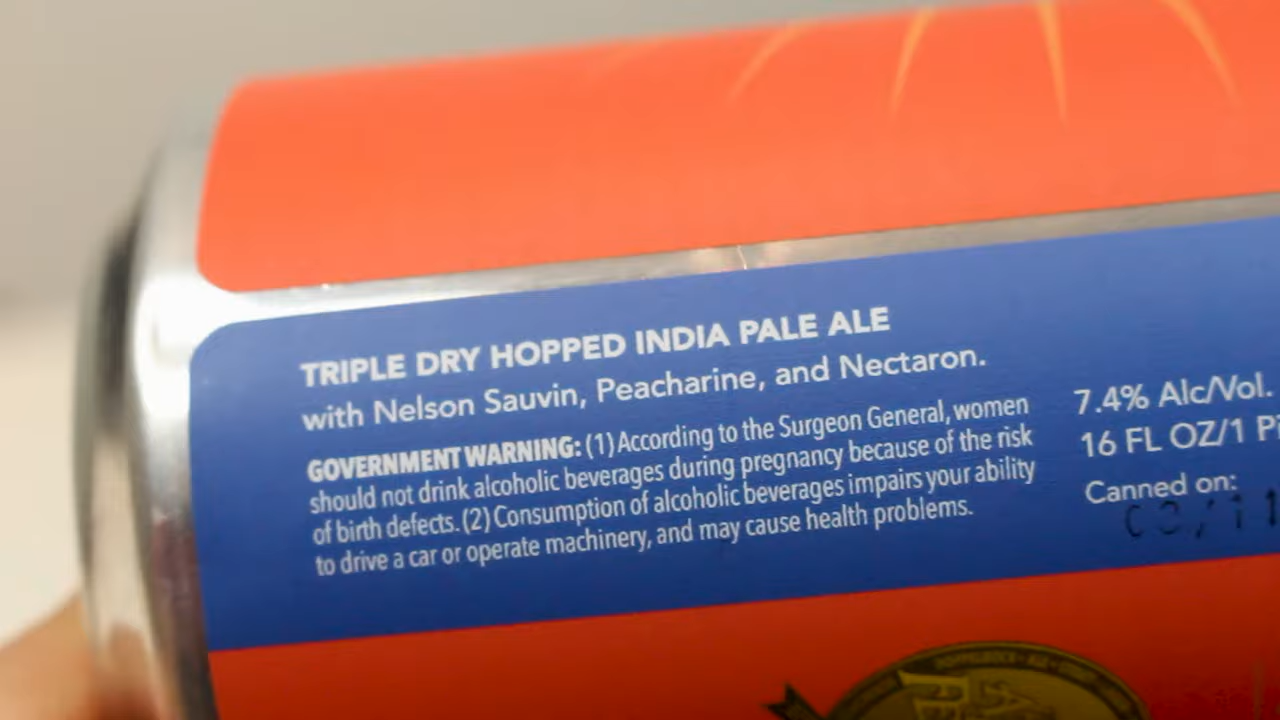 TRIPLE DRY HOPPED INDIA PALE ALE
with Nelson Sauvin, Peacharine, and Nectaron.
GOVERNMENT WARNING: (1) According to the Surgeon General, women
should not drink alcoholic beverages during pregnancy because of the risk
of birth defects. (2) Consumption of alcoholic beverages impairs your ability
to drive a car or operate machinery, and may cause health problems.
7.4% Alc/Vol.
16 FL OZ/1
Canned on: